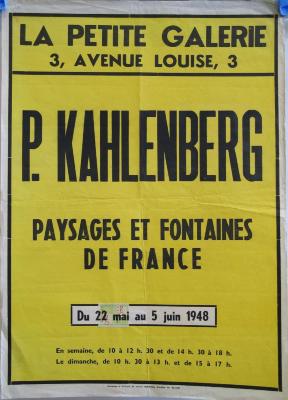 LA PETITE GALERIE
3, AVENUE LOUISE, 3
P. KAHLENBERG
PAYSAGES ET FONTAINES
DE FRANCE
Du 22 mai au 5 juin 1948
En semaine, de 10 à 12 h. 30 et de 14 h. 30 à 18 h.
Le dimanche, de 10 h. 30 à 13 h. et de 15 à 17 h.